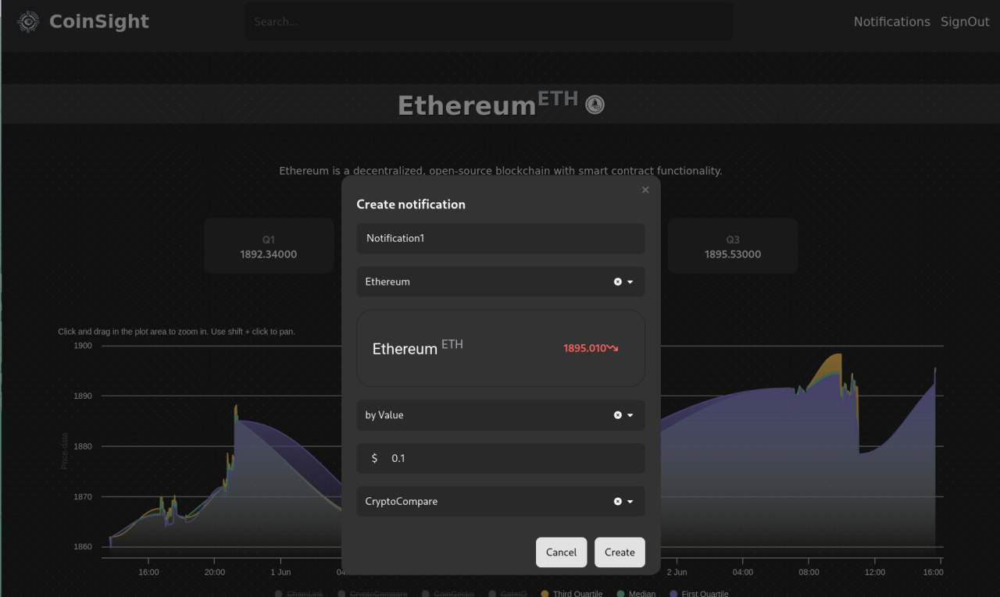 CoinSight
Search...
Notifications SignOut
Ethereum ETH
Ethereum is a decentralized, open-source blockchain with smart contract functionality.
×
Create notification
Notification1
Q1
1892.34000
Q3
1895.53000
Ethereum
Ethereum ETH 1895.010
Click and drag in the plot area to zoom in. Use shift + click to pan.
1900
1890
1880
1870
1860
Price data
by Value
$ 0.1
CryptoCompare
Cancel Create
16:00 20:00 1 Jun 04 2 Jun 04:00 08:00 12:00 16:00
ChainLink CryptoCompare CoinGecko GateIO Third Quartile Median First Quartile